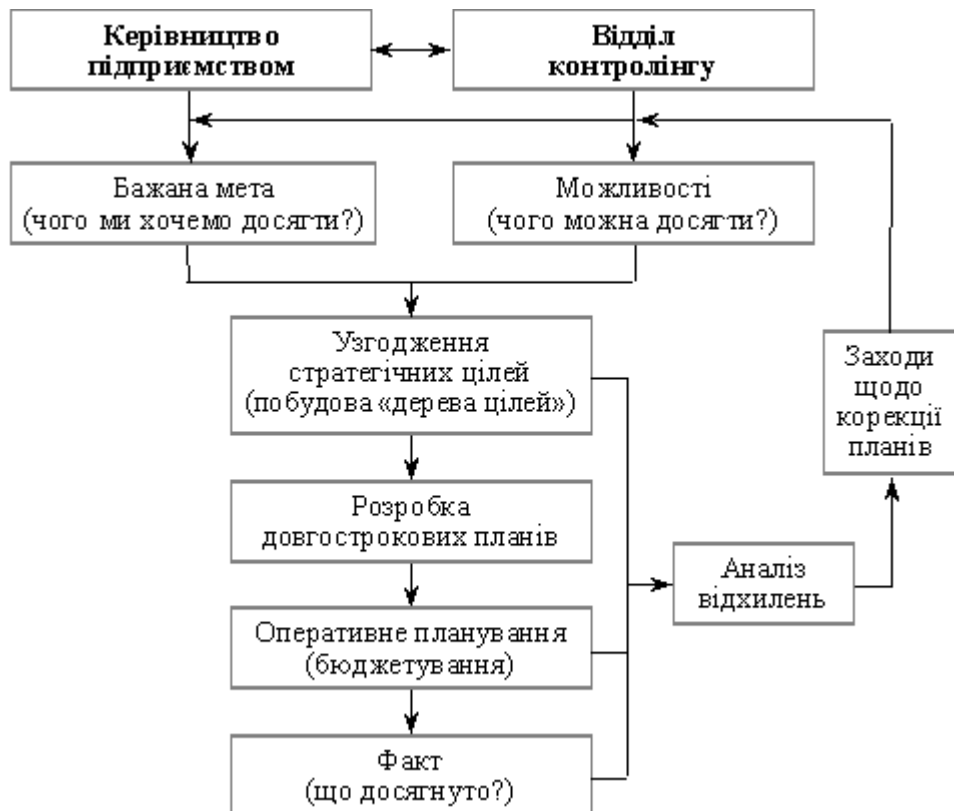 Керівництво
підприємством
Відділ
контролінгу
Бажана мета
(чого ми хочемо досягти?)
Можливості
(чого можна досягти?)
Узгодження
стратегічних цілей
(побудова «дерева цілей»)
Заходи
щодо
корекції
планів
Розробка
довгострокових планів
Аналіз
відхилень
Оперативне планування
(бюджетування)
Факт
(що досягнуто?)